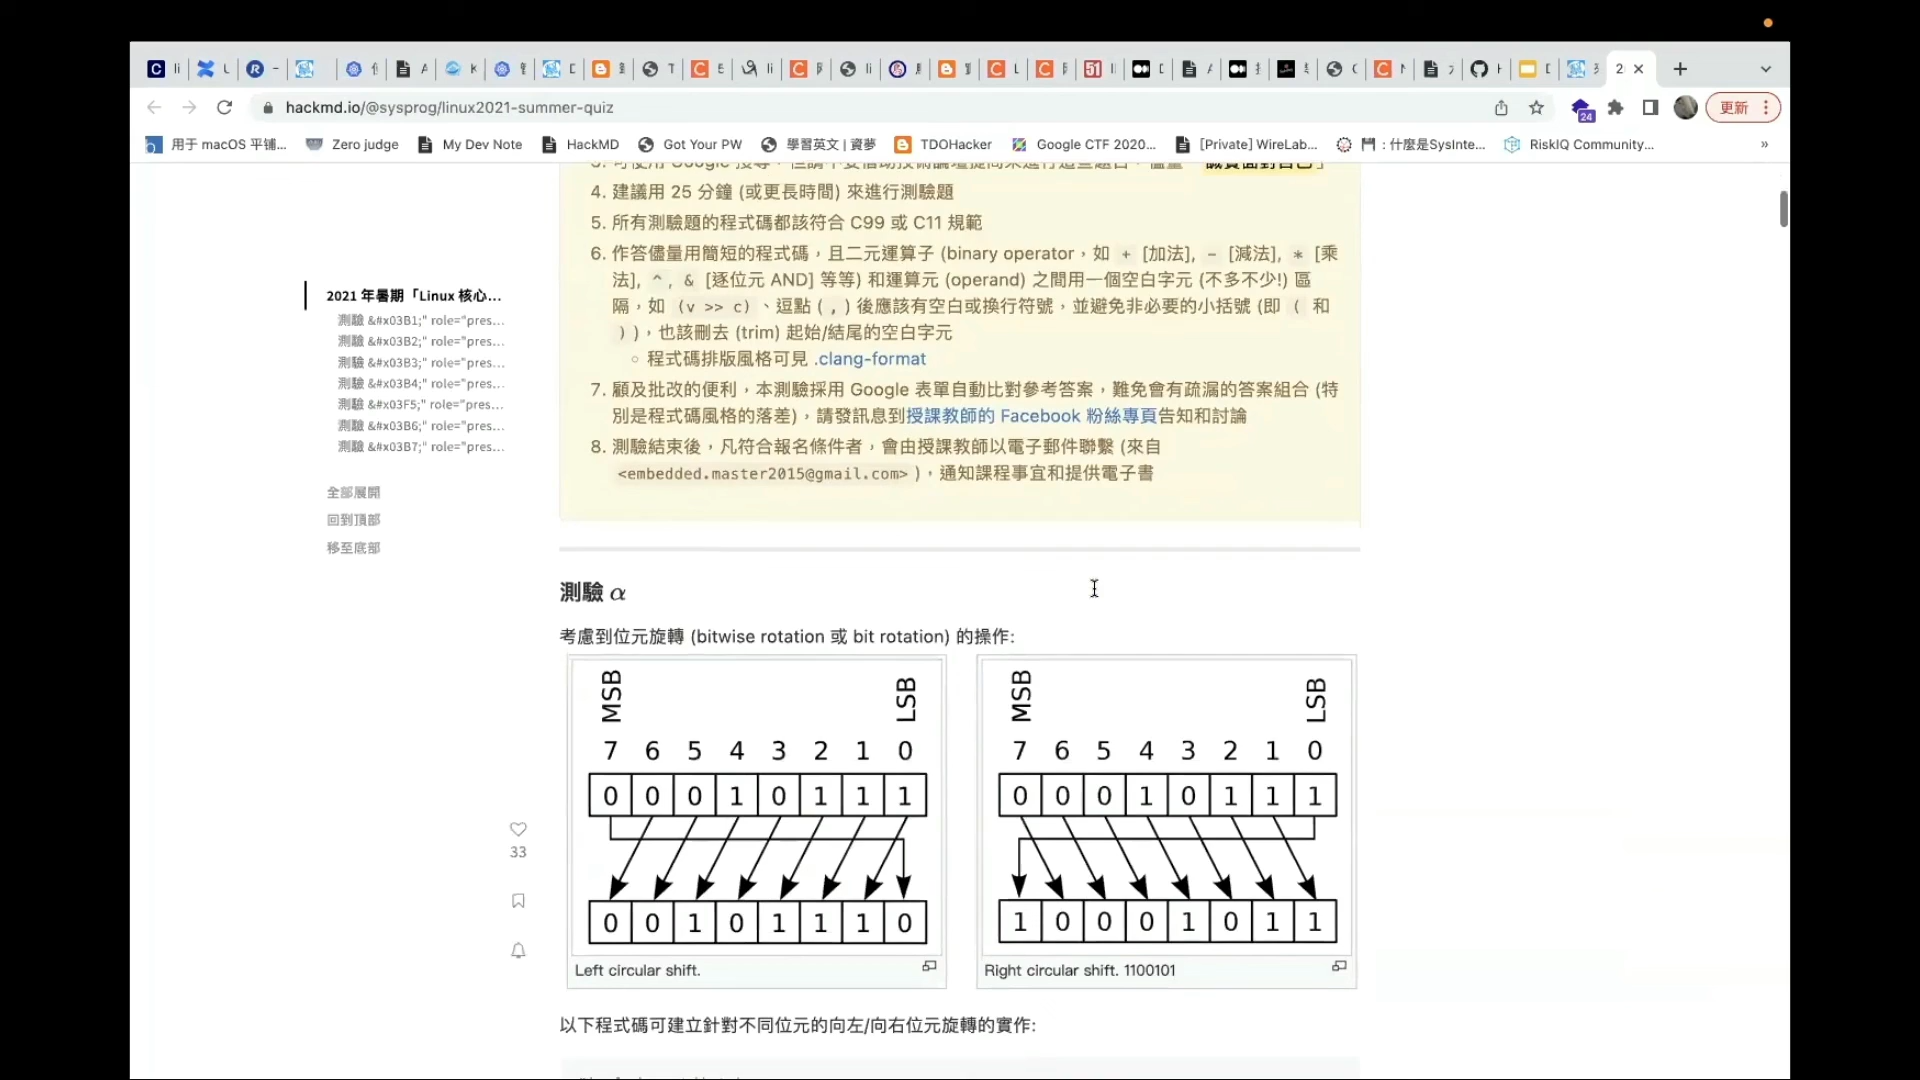 hackmd.io/@sysprog/linux2021-summer-quiz
24
更新
用于 macOS 平铺...
Zero judge
My Dev Note
HackMD
Got Your PW
學習英文 | 資夢
TDOHacker
Google CTF 2020...
[Private] WireLab...
: 什麼是SysInte...
RiskIQ Community...
»
4. 建議用 25 分鐘 (或更長時間) 來進行測驗題
5. 所有測驗題的程式碼都該符合 C99 或 C11 規範
6. 作答儘量用簡短的程式碼，且二元運算子 (binary operator，如 + [加法], - [減法], * [乘
法], ^ , & [逐位元 AND] 等等) 和運算元 (operand) 之間用一個空白字元 (不多不少!) 區
隔，如 (v >> c) 、逗點 ( , ) 後應該有空白或換行符號，並避免非必要的小括號 (即 ( 和
) )，也該刪去 (trim) 起始/結尾的空白字元
程式碼排版風格可見 .clang-format
7. 顧及批改的便利，本測驗採用 Google 表單自動比對參考答案，難免會有疏漏的答案組合 (特
別是程式碼風格的落差)，請發訊息到授課教師的 Facebook 粉絲專頁告知和討論
8. 測驗結束後，凡符合報名條件者，會由授課教師以電子郵件聯繫 (來自
<embedded.master2015@gmail.com> )，通知課程事宜和提供電子書
2021 年暑期「Linux 核心...
測驗 &#x03B1;" role="pres...
測驗 &#x03B2;" role="pres...
測驗 &#x03B3;" role="pres...
測驗 &#x03B4;" role="pres...
測驗 &#x03F5;" role="pres...
測驗 &#x03B6;" role="pres...
測驗 &#x03B7;" role="pres...
全部展開
回到頂部
移至底部
33
測驗 α
考慮到位元旋轉 (bitwise rotation 或 bit rotation) 的操作:
MSB LSB
7 6 5 4 3 2 1 0
0 0 0 1 0 1 1 1
0 0 1 0 1 1 1 0
Left circular shift.
MSB LSB
7 6 5 4 3 2 1 0
0 0 0 1 0 1 1 1
1 0 0 0 1 0 1 1
Right circular shift. 1100101
以下程式碼可建立針對不同位元的向左/向右位元旋轉的實作: